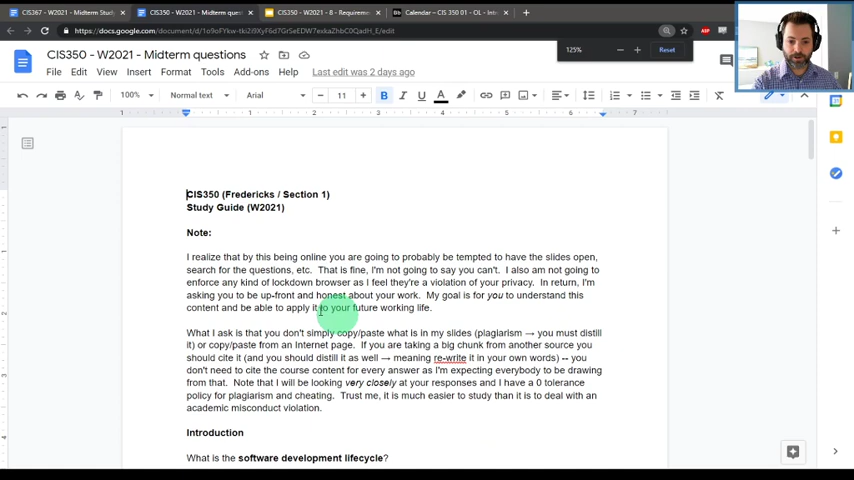 CIS367 - W2021 - Midterm Stud
CIS350 - W2021 - Midterm quest
CIS350 - W2021 - 8 - Requirement
Calendar – CIS 350 01 - OL - Intro
125%
Reset
CIS350 - W2021 - Midterm questions
File Edit View Insert Format Tools Add-ons Help Last edit was 2 days ago
100% Normal text Arial 11 B I U A
1 1 2 3 4 5 6 7
CIS350 (Fredericks / Section 1)
Study Guide (W2021)
Note:
I realize that by this being online you are going to probably be tempted to have the slides open,
search for the questions, etc. That is fine, I'm not going to say you can't. I also am not going to
enforce any kind of lockdown browser as I feel they're a violation of your privacy. In return, I'm
asking you to be up-front and honest about your work. My goal is for you to understand this
content and be able to apply it to your future working life.
What I ask is that you don't simply copy/paste what is in my slides (plagiarism → you must distill
it) or copy/paste from an Internet page. If you are taking a big chunk from another source you
should cite it (and you should distill it as well → meaning re-write it in your own words) -- you
don't need to cite the course content for every answer as I'm expecting everybody to be drawing
from that. Note that I will be looking very closely at your responses and I have a 0 tolerance
policy for plagiarism and cheating. Trust me, it is much easier to study than it is to deal with an
academic misconduct violation.
Introduction
What is the software development lifecycle?